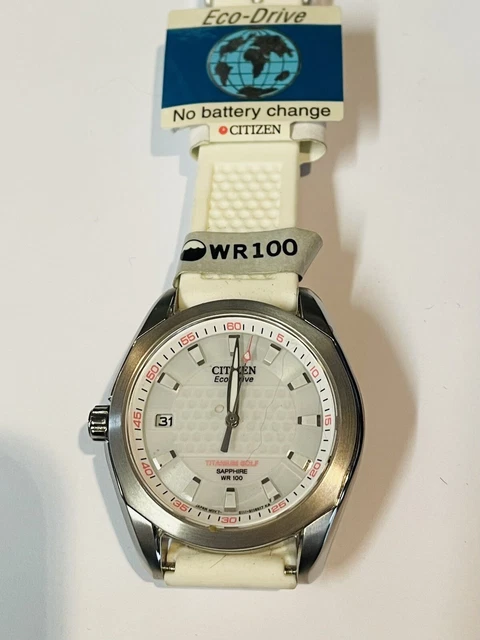 Eco-Drive
No battery change
CITIZEN
WR100
60
55
5
50
10
45
15
40
20
35
25
30
CITIZEN
Eco-Drive
31
TITANIUM GOLF
SAPPHIRE
WR 100